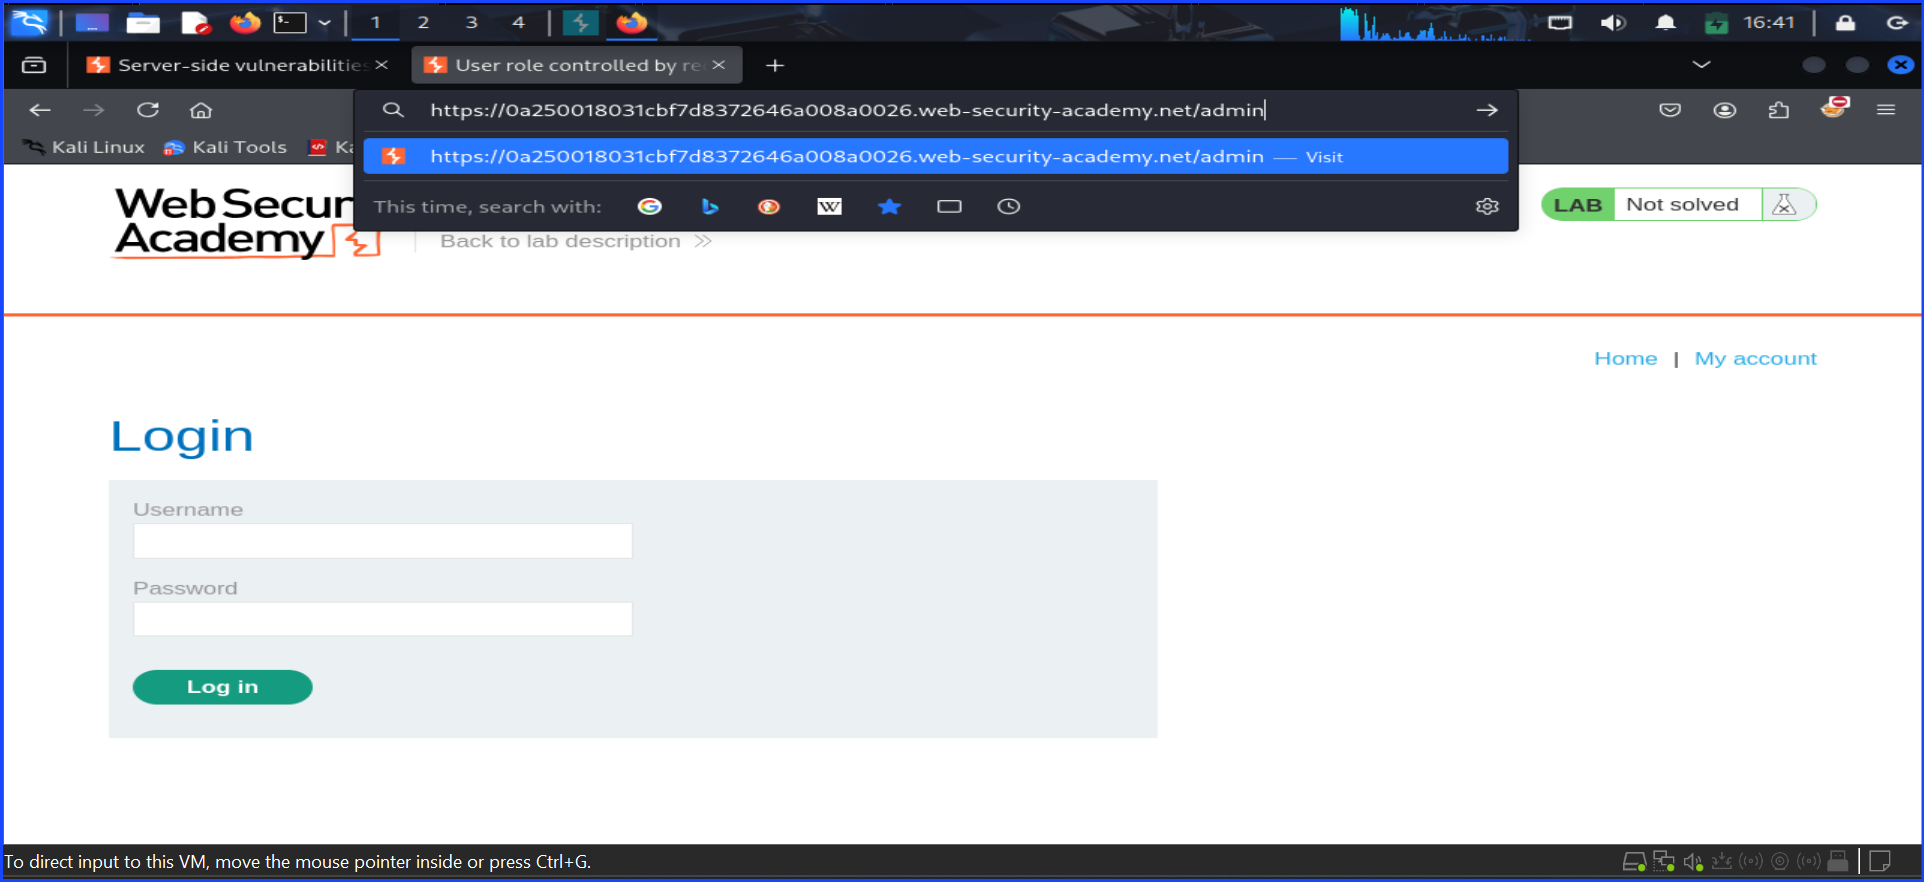 1 2 3 4 16:41
Server-side vulnerabilities User role controlled by re
https://0a250018031cbf7d8372646a008a0026.web-security-academy.net/admin
Kali Linux Kali Tools Ka
https://0a250018031cbf7d8372646a008a0026.web-security-academy.net/admin — Visit
This time, search with:
Web Secur
Academy
LAB Not solved
Back to lab description
Home | My account
Login
Username
Password
Log in
To direct input to this VM, move the mouse pointer inside or press Ctrl+G.